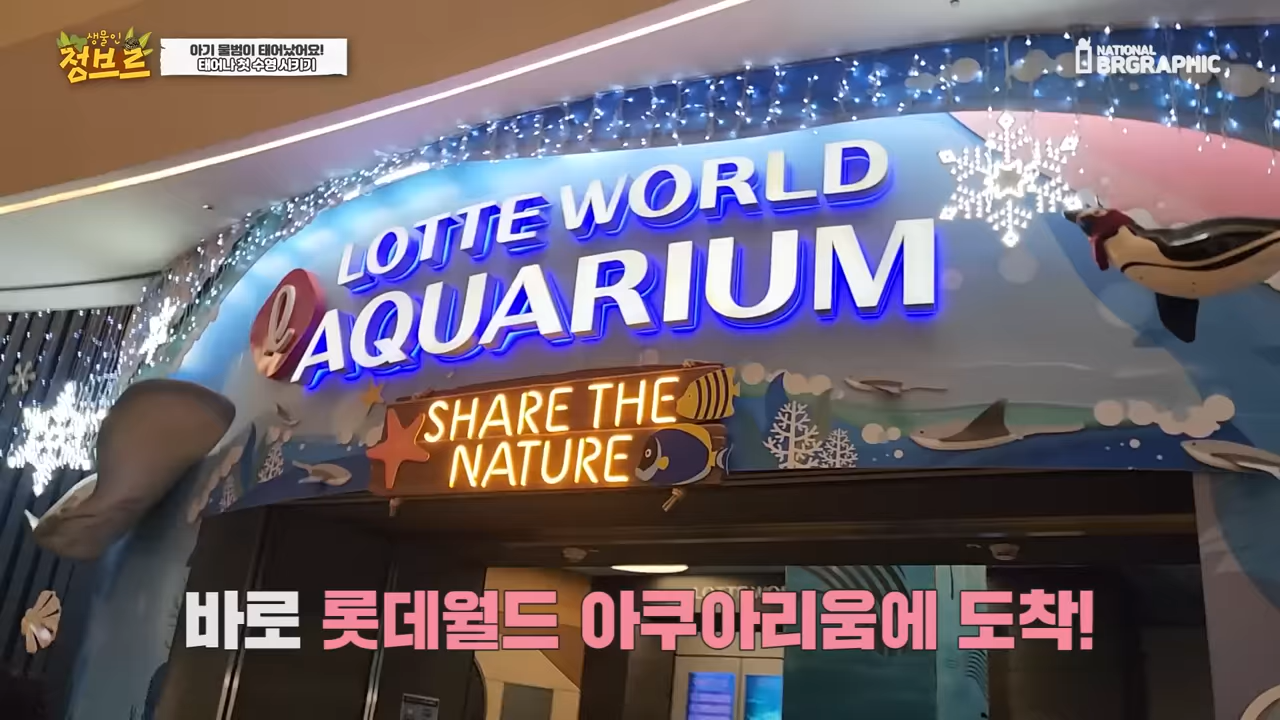 생물인
점브르
아기 물범이 태어났어요!
태어나 첫 수영 시키기
NATIONAL
BRGRAPHIC
LOTTE WORLD
AQUARIUM
SHARE THE
NATURE
바로 롯데월드 아쿠아리움에 도착!